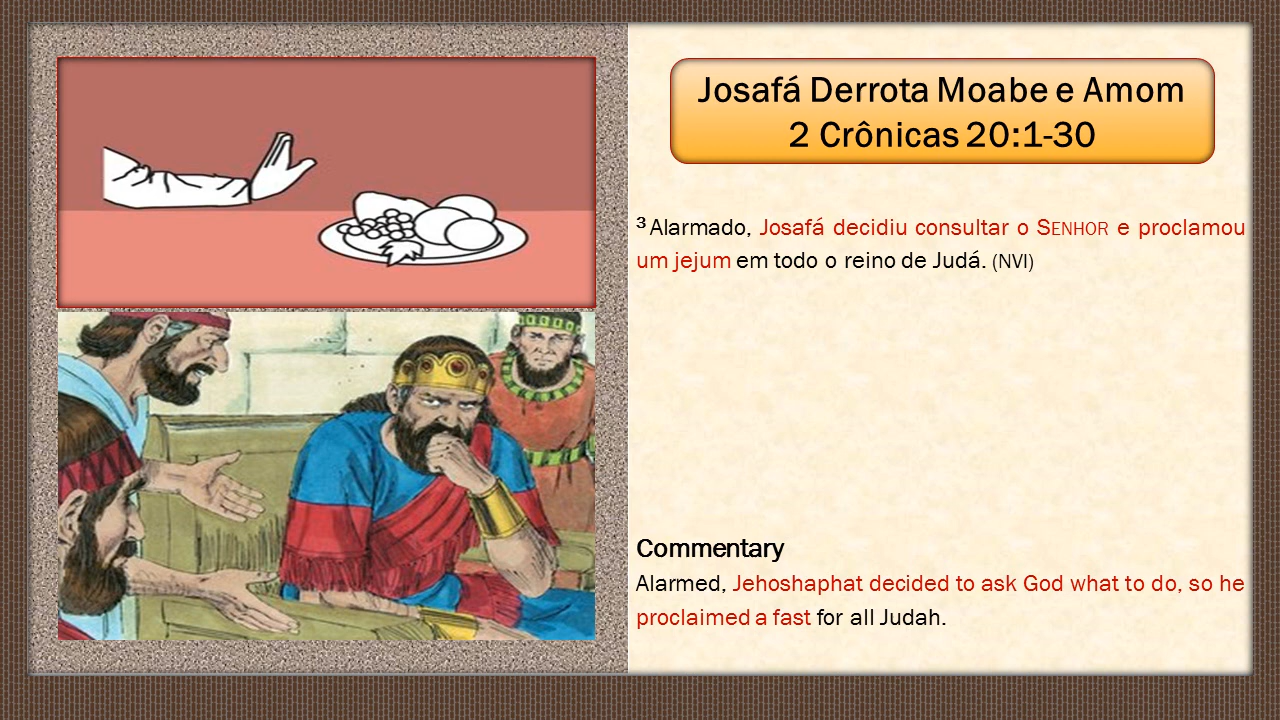 Josafá Derrota Moabe e Amom
2 Crônicas 20:1-30
³ Alarmado, Josafá decidiu consultar o SENHOR e proclamou
um jejum em todo o reino de Judá. (NVI)
Commentary
Alarmed, Jehoshaphat decided to ask God what to do, so he
proclaimed a fast for all Judah.